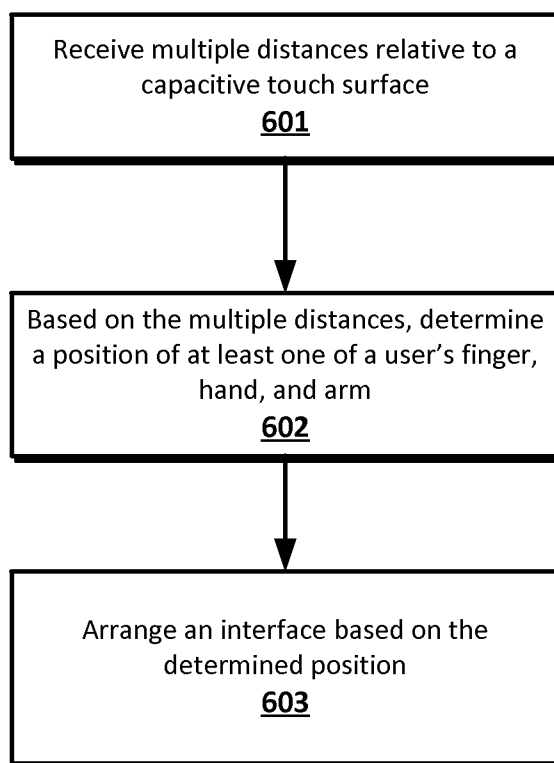 Receive multiple distances relative to a
capacitive touch surface
601
Based on the multiple distances, determine
a position of at least one of a user’s finger,
hand, and arm
602
Arrange an interface based on the
determined position
603